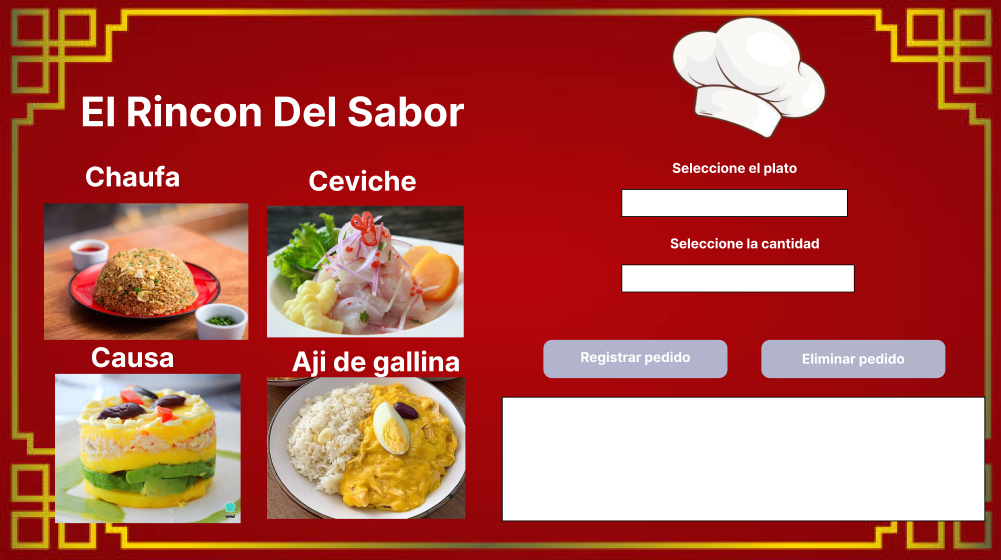 El Rincon Del Sabor
Chaufa
Ceviche
Causa
Aji de gallina
Seleccione el plato
Seleccione la cantidad
Registrar pedido
Eliminar pedido